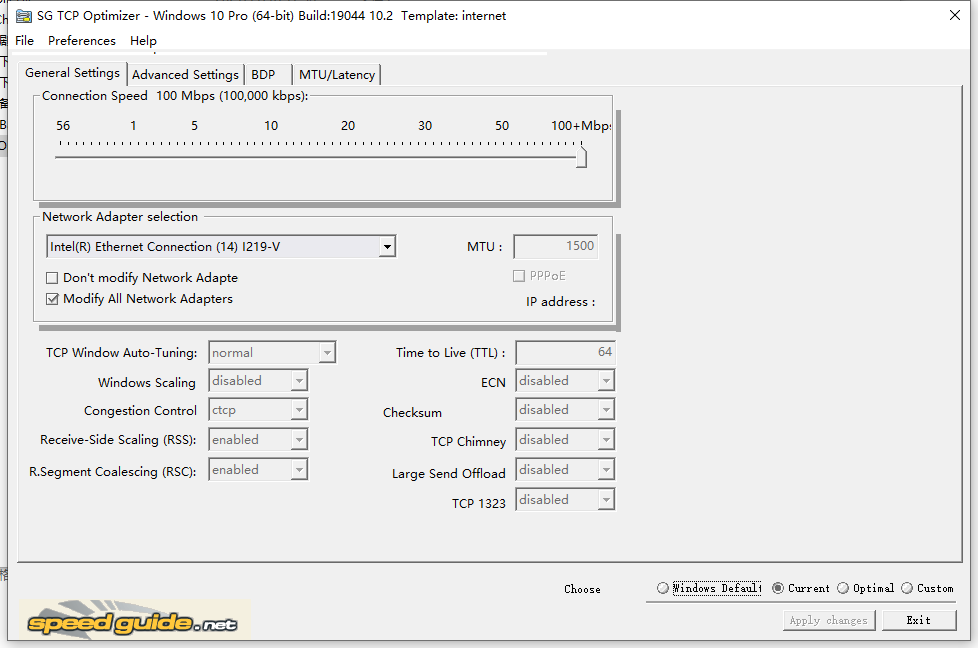 SG TCP Optimizer - Windows 10 Pro (64-bit) Build:19044 10.2 Template: internet
File Preferences Help
General Settings Advanced Settings BDP MTU/Latency
Connection Speed 100 Mbps (100,000 kbps):
56 1 5 10 20 30 50 100+Mbps
Network Adapter selection
Intel(R) Ethernet Connection (14) I219-V
MTU : 1500
Don't modify Network Adapte
PPPoE
Modify All Network Adapters
IP address :
TCP Window Auto-Tuning: normal
Time to Live (TTL) : 64
Windows Scaling disabled
ECN disabled
Congestion Control ctcp
Checksum disabled
Receive-Side Scaling (RSS): enabled
TCP Chimney disabled
R.Segment Coalescing (RSC): enabled
Large Send Offload disabled
TCP 1323 disabled
Choose Windows Default Current Optimal Custom
speedguide.net
Apply changes Exit